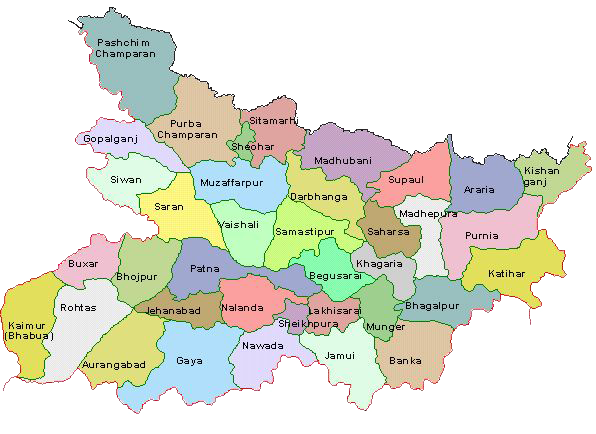 Pashchim
Champaran
Purba
Champaran
Sitamarhi
Sheohar
Gopalganj
Siwan
Saran
Muzaffarpur
Madhubani
Darbhanga
Supaul
Araria
Kishan
ganj
Vaishali
Samastipur
Saharsa
Madhepura
Purnia
Katihar
Buxar
Bhojpur
Patna
Begusarai
Khagaria
Bhagalpur
Kaimur
(Bhabua)
Rohtas
Jehanabad
Nalanda
Sheikhpura
Lakhisarai
Munger
Aurangabad
Gaya
Nawada
Jamui
Banka